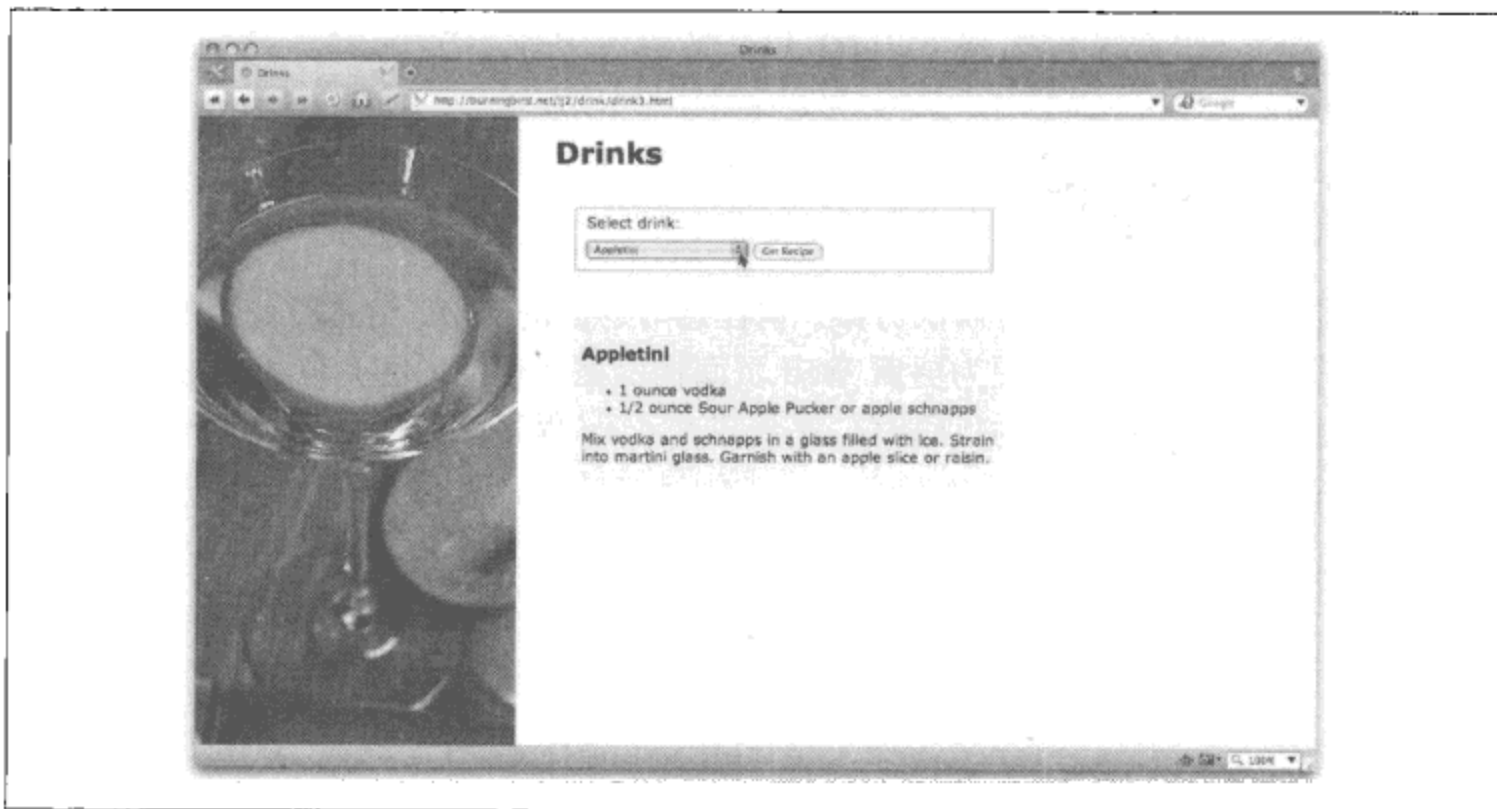 Drinks
Drinks
http://burningbird.net/jj2/drink/drink3.html
Google
Drinks
Select drink:
Appletini
Get Recipe
Appletini
• 1 ounce vodka
• 1/2 ounce Sour Apple Pucker or apple schnapps
Mix vodka and schnapps in a glass filled with ice. Strain
into martini glass. Garnish with an apple slice or raisin.
100%